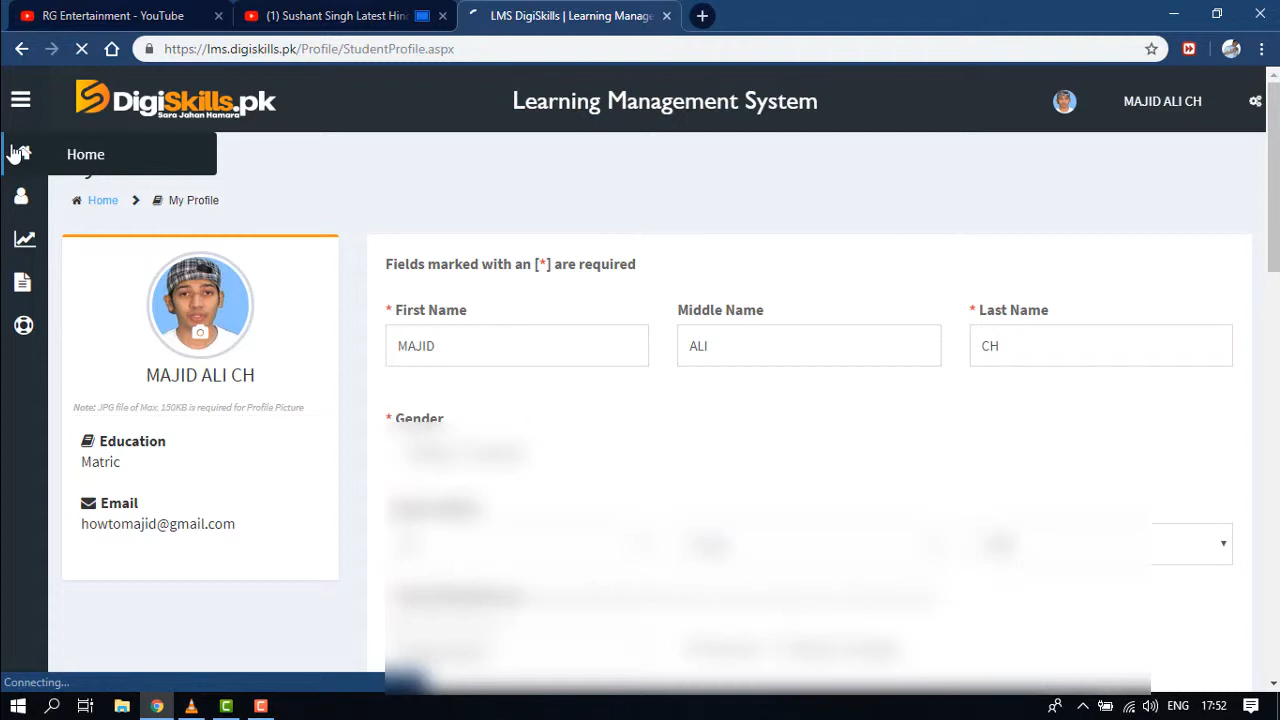 RG Entertainment - YouTube
(1) Sushant Singh Latest Hin
LMS DigiSkills | Learning Manage
https://lms.digiskills.pk/Profile/StudentProfile.aspx
DigiSkills.pk
Sara Jahan Hamara
Learning Management System
MAJID ALI CH
Home
Home
My Profile
MAJID ALI CH
Note: JPG file of Max. 150KB is required for Profile Picture
Education
Matric
Email
howtomajid@gmail.com
Fields marked with an [*] are required
* First Name
Middle Name
* Last Name
MAJID
ALI
CH
* Gender
Connecting...
ENG
17:52